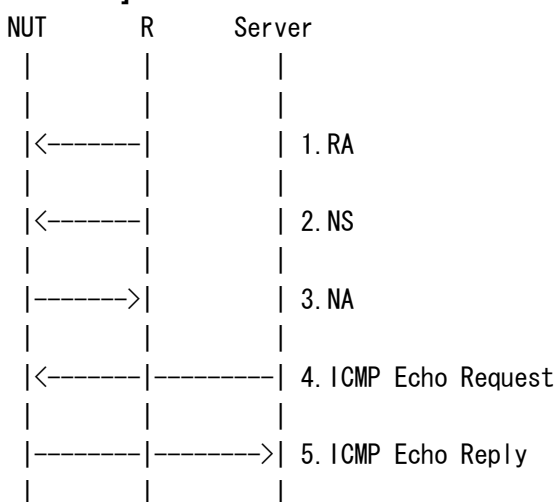 NUT R Server
1.RA
2.NS
3.NA
4.ICMP Echo Request
5.ICMP Echo Reply